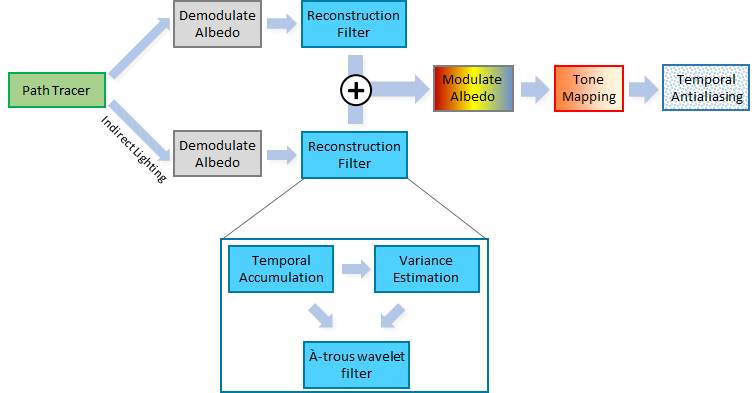 Demodulate
Albedo
Reconstruction
Filter
Path Tracer
+
Modulate
Albedo
Tone
Mapping
Temporal
Antialiasing
Indirect Lighting
Demodulate
Albedo
Reconstruction
Filter
Temporal
Accumulation
Variance
Estimation
À-trous wavelet
filter